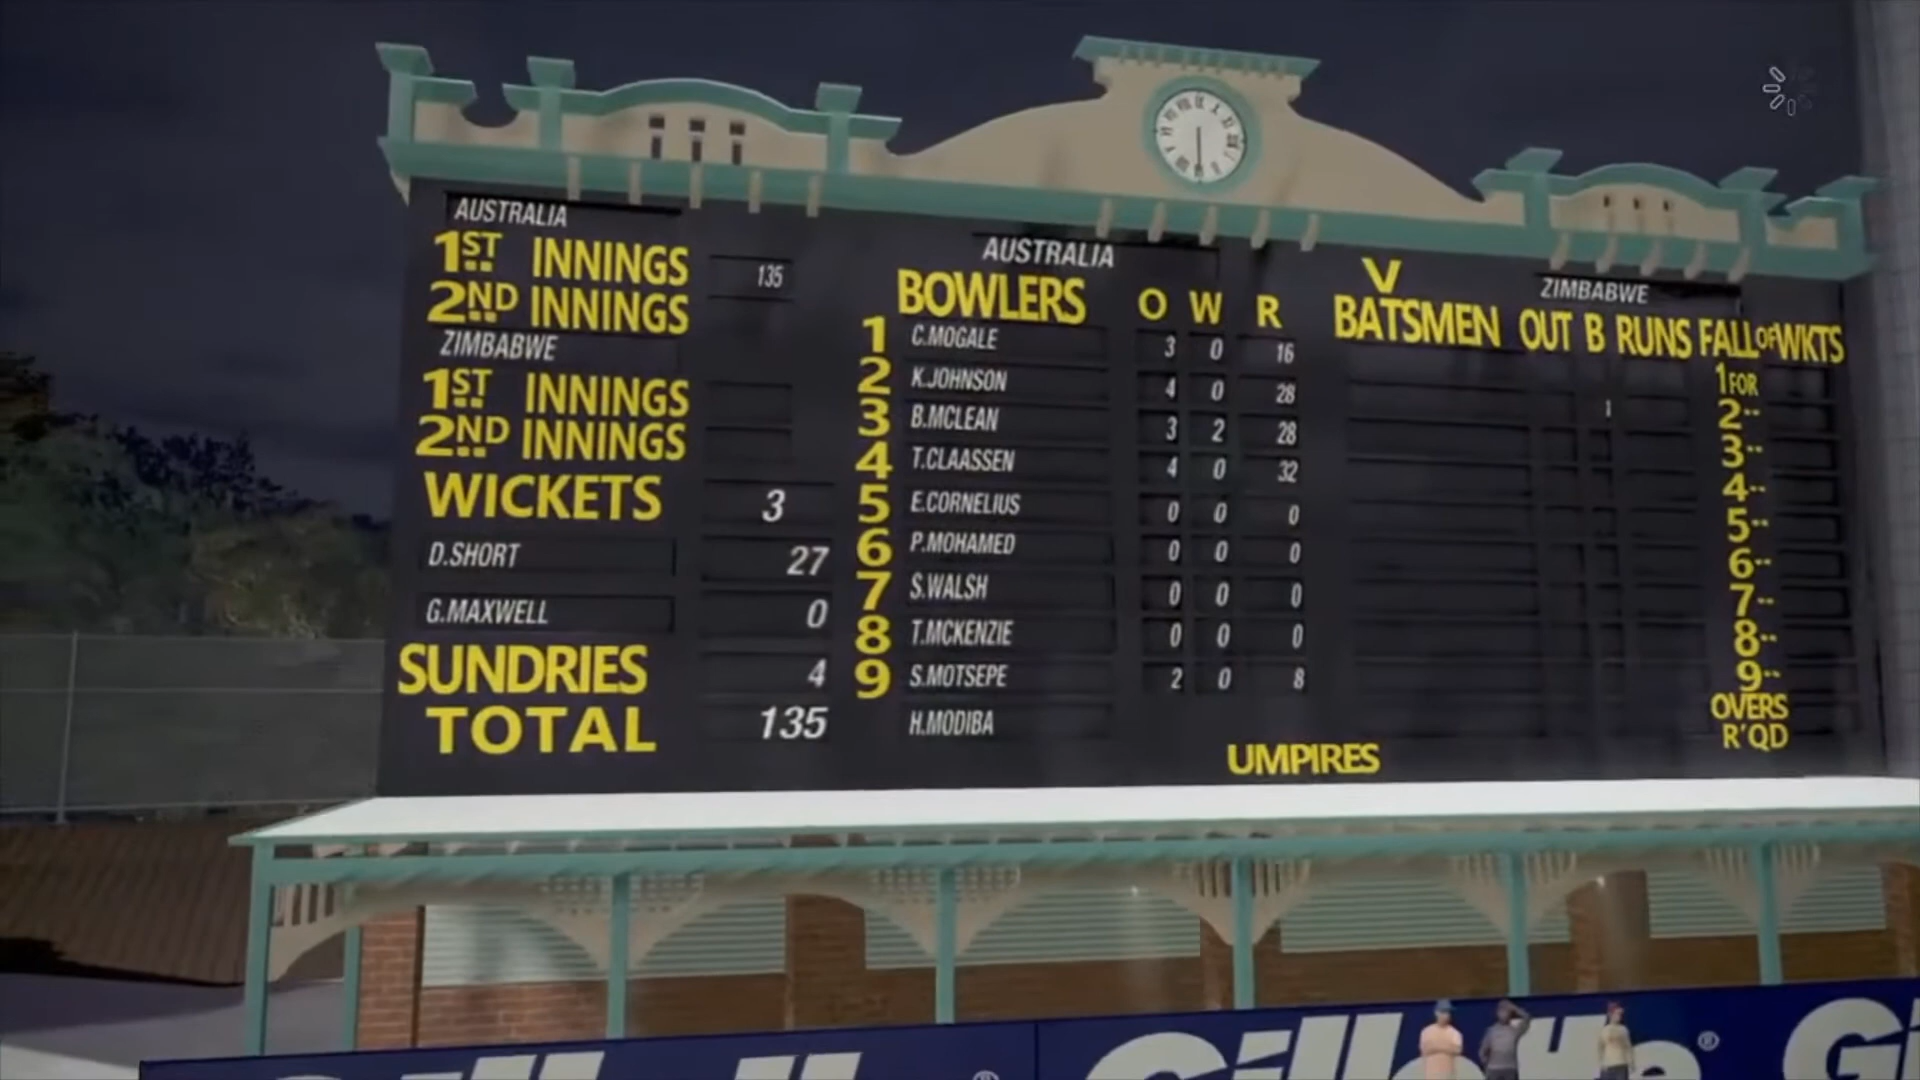 AUSTRALIA
1ST INNINGS 135
2ND INNINGS
ZIMBABWE
1ST INNINGS
2ND INNINGS
WICKETS 3
D.SHORT 27
G.MAXWELL 0
SUNDRIES 4
TOTAL 135
AUSTRALIA
BOWLERS O W R
1 C.MOGALE 3 0 16
2 K.JOHNSON 4 0 28
3 B.MCLEAN 3 2 28
4 T.CLAASSEN 4 0 32
5 E.CORNELIUS 0 0 0
6 P.MOHAMED 0 0 0
7 S.WALSH 0 0 0
8 T.MCKENZIE 0 0 0
9 S.MOTSEPE 2 0 8
H.MODIBA
UMPIRES
V
ZIMBABWE
BATSMEN OUT B RUNS FALL OF WKTS
1 FOR
1 2--
3--
4--
5--
6--
7--
8--
9--
OVERS
R'QD
Gillette®